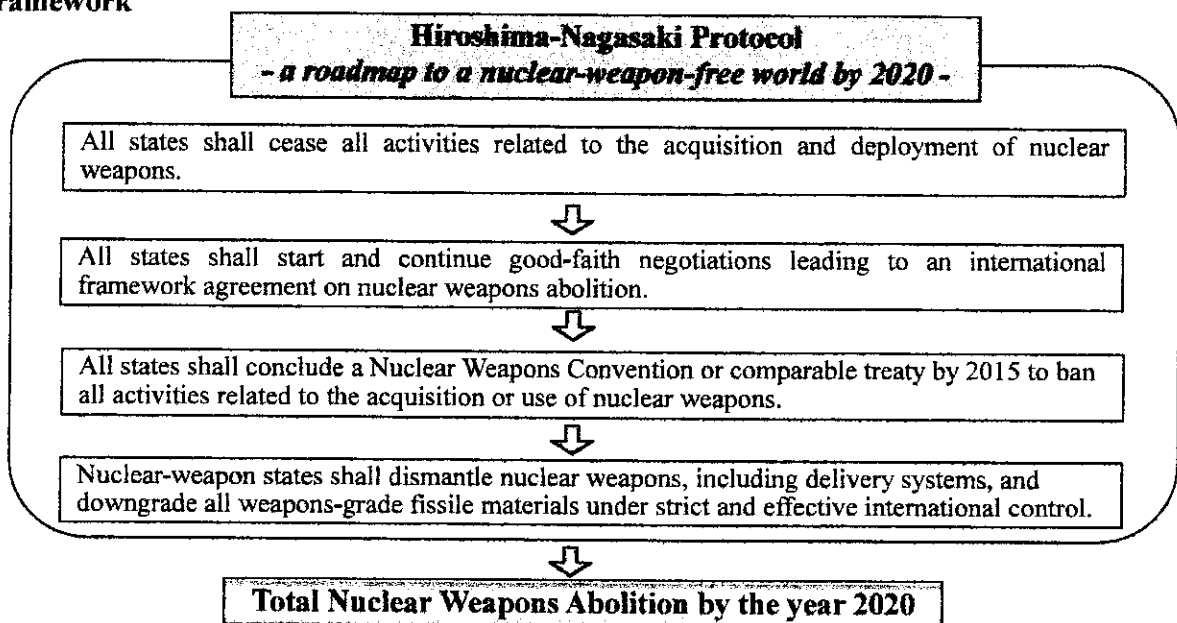 Hiroshima-Nagasaki Protocol
- a roadmap to a nuclear-weapon-free world by 2020 -
All states shall cease all activities related to the acquisition and deployment of nuclear
weapons.
All states shall start and continue good-faith negotiations leading to an international
framework agreement on nuclear weapons abolition.
All states shall conclude a Nuclear Weapons Convention or comparable treaty by 2015 to ban
all activities related to the acquisition or use of nuclear weapons.
Nuclear-weapon states shall dismantle nuclear weapons, including delivery systems, and
downgrade all weapons-grade fissile materials under strict and effective international control.
Total Nuclear Weapons Abolition by the year 2020